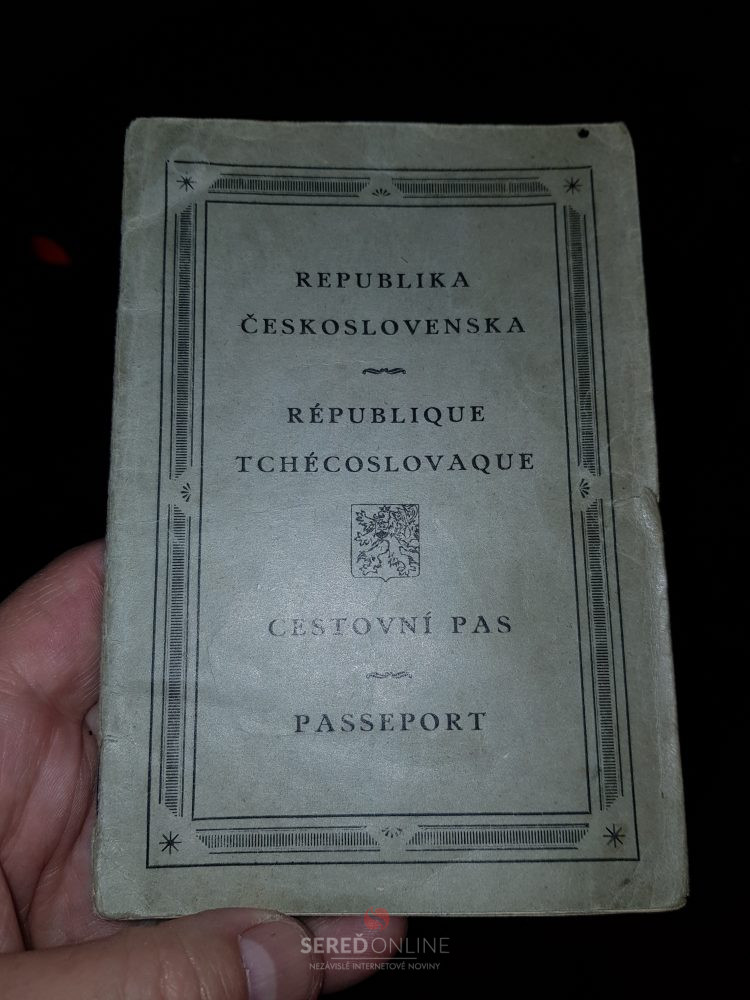 REPUBLIKA
ČESKOSLOVENSKA
RÉPUBLIQUE
TCHÉCOSLOVAQUE
CESTOVNÍ PAS
PASSEPORT
SEREĎONLINE
NEZÁVISLÉ INTERNETOVÉ NOVINY